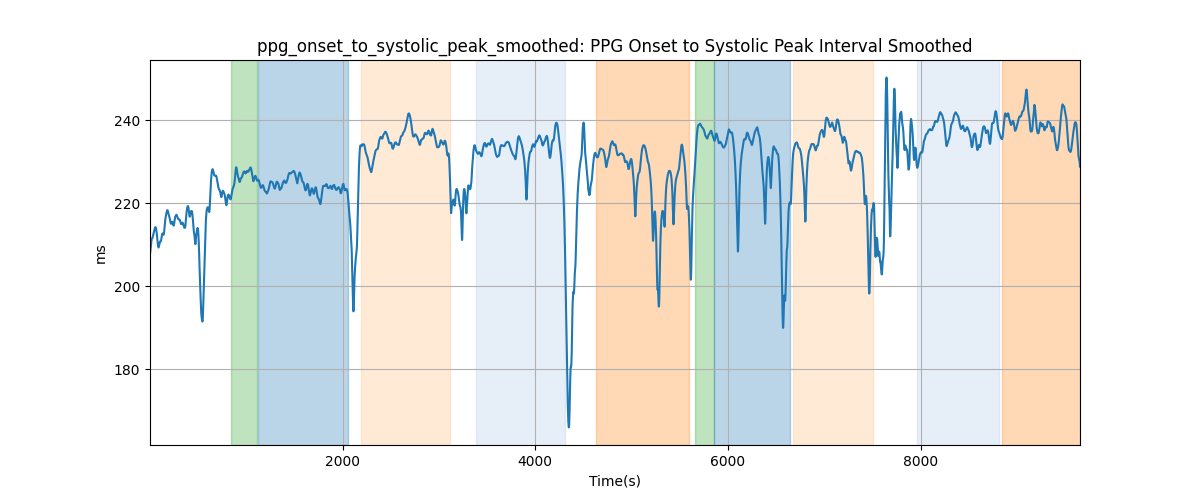 ppg_onset_to_systolic_peak_smoothed: PPG Onset to Systolic Peak Interval Smoothed
240
220
200
180
ms
2000 4000 6000 8000
Time(s)